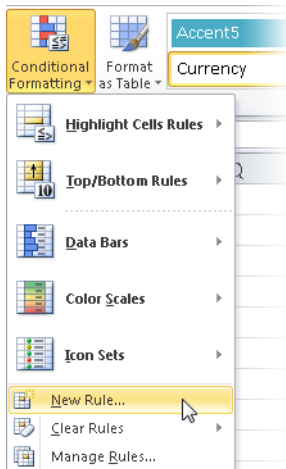 Accent5
Conditional Formatting
Format as Table
Currency
≤≥
Highlight Cells Rules
10
Top/Bottom Rules
Q
Data Bars
Color Scales
Icon Sets
New Rule...
Clear Rules
Manage Rules...